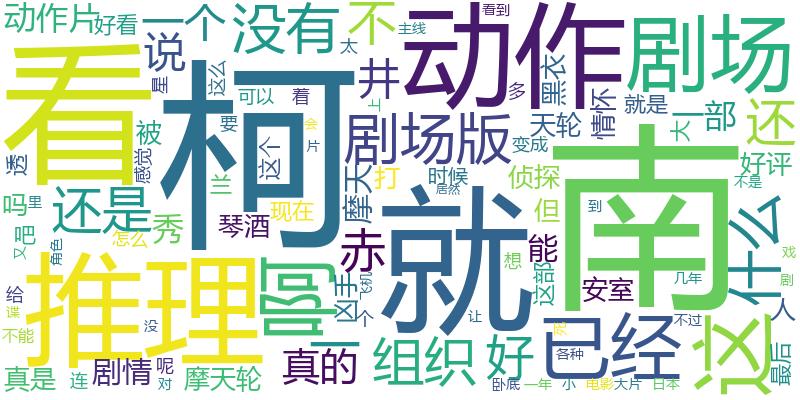 动作片
好看
一个
没有
不
动作
看到
主线
剧场
说
星
这么
太
看
柯
井
黑衣
情怀
多
就是
着
可以
上
剧场版
天轮
一部
大
还
变成
被
要
会
片
透
感觉
这个
兰
摩天
打
时候
居然
侦探
好评
不是
吗
里
还是
秀
琴酒
现在
赤
就
但
能
南
到
什么
又
吧
角色
怎么
啊
凶手
飞机
想
这部
安室
几年
戏
剧
推理
给
谍
不能
没
个
一
让
死
不过
人
已经
这
真是
连
剧情
呢
对
摩天轮
真的
组织
好
各种
最后
卧底
一年
小
电影
大片
日本